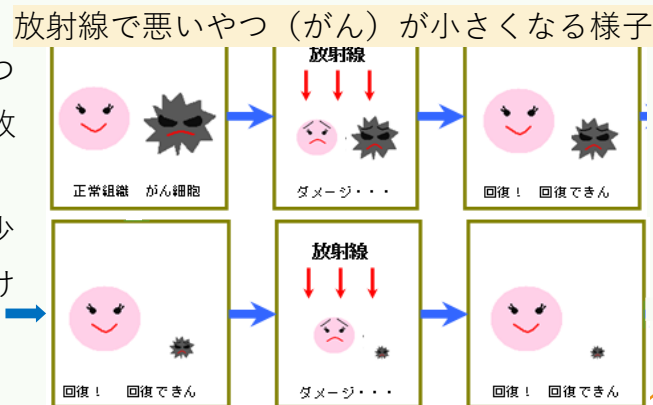 放射線で悪いやつ（がん）が小さくなる様子
つ
放射線
正常組織 がん細胞
ダメージ・・・
回復！ 回復できん
少
け
放射線
回復！ 回復できん
ダメージ・・・
回復！ 回復できん